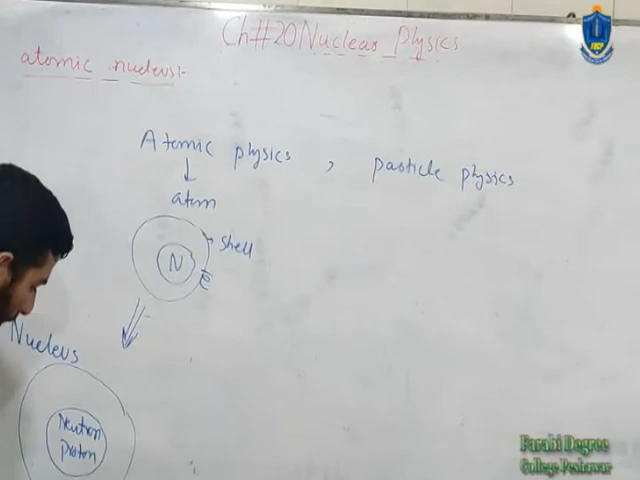 Ch#20 Nuclear Physics
atomic nucleus:-
Atomic physics , particle physics
atom
shell
N
e
Nucleus
Neutron
proton
Farabi Degree
College Peshawar